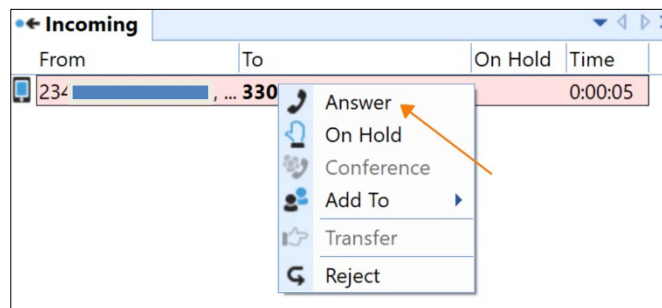 Incoming
From To On Hold Time
234 , ... 330 0:00:05
Answer
On Hold
Conference
Add To
Transfer
Reject